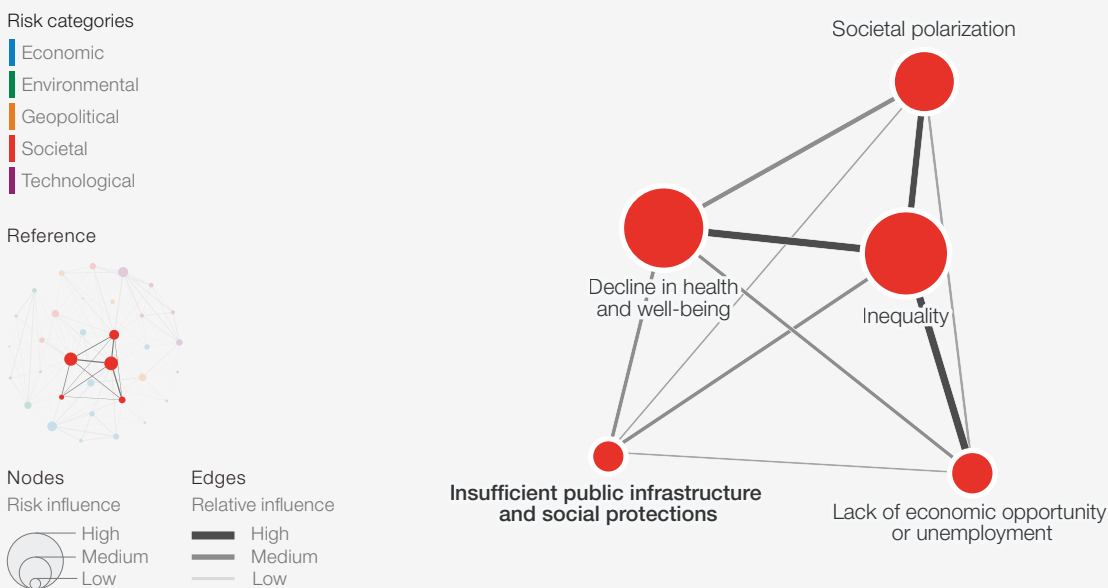 Risk categories
Economic
Environmental
Geopolitical
Societal
Technological
Reference
Nodes
Risk influence
High
Medium
Low
Edges
Relative influence
High
Medium
Low
Societal polarization
Decline in health
and well-being
Inequality
Insufficient public infrastructure
and social protections
Lack of economic opportunity
or unemployment